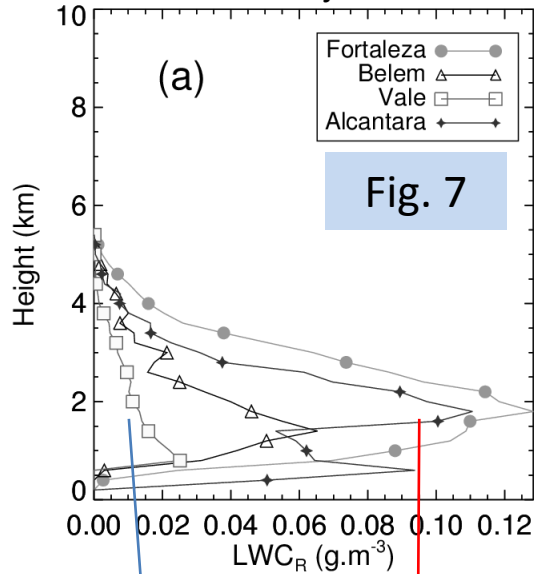 10
8
6
4
2
0
Height (km)
(a)
Fortaleza
Belem
Vale
Alcantara
Fig. 7
0.00 0.02 0.04 0.06 0.08 0.10 0.12
LWC_R (g.m⁻³)